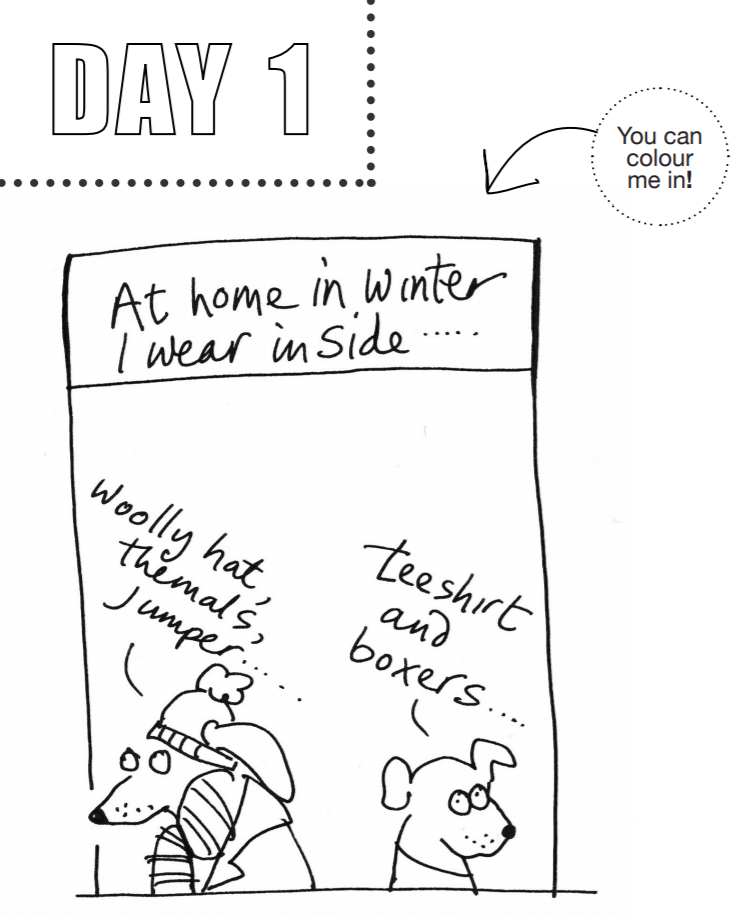 DAY 1
You can
colour
me in!
At home in winter
I wear inside .....
woolly hat,
themals,
Jumper.....
teeshirt
and
boxers....